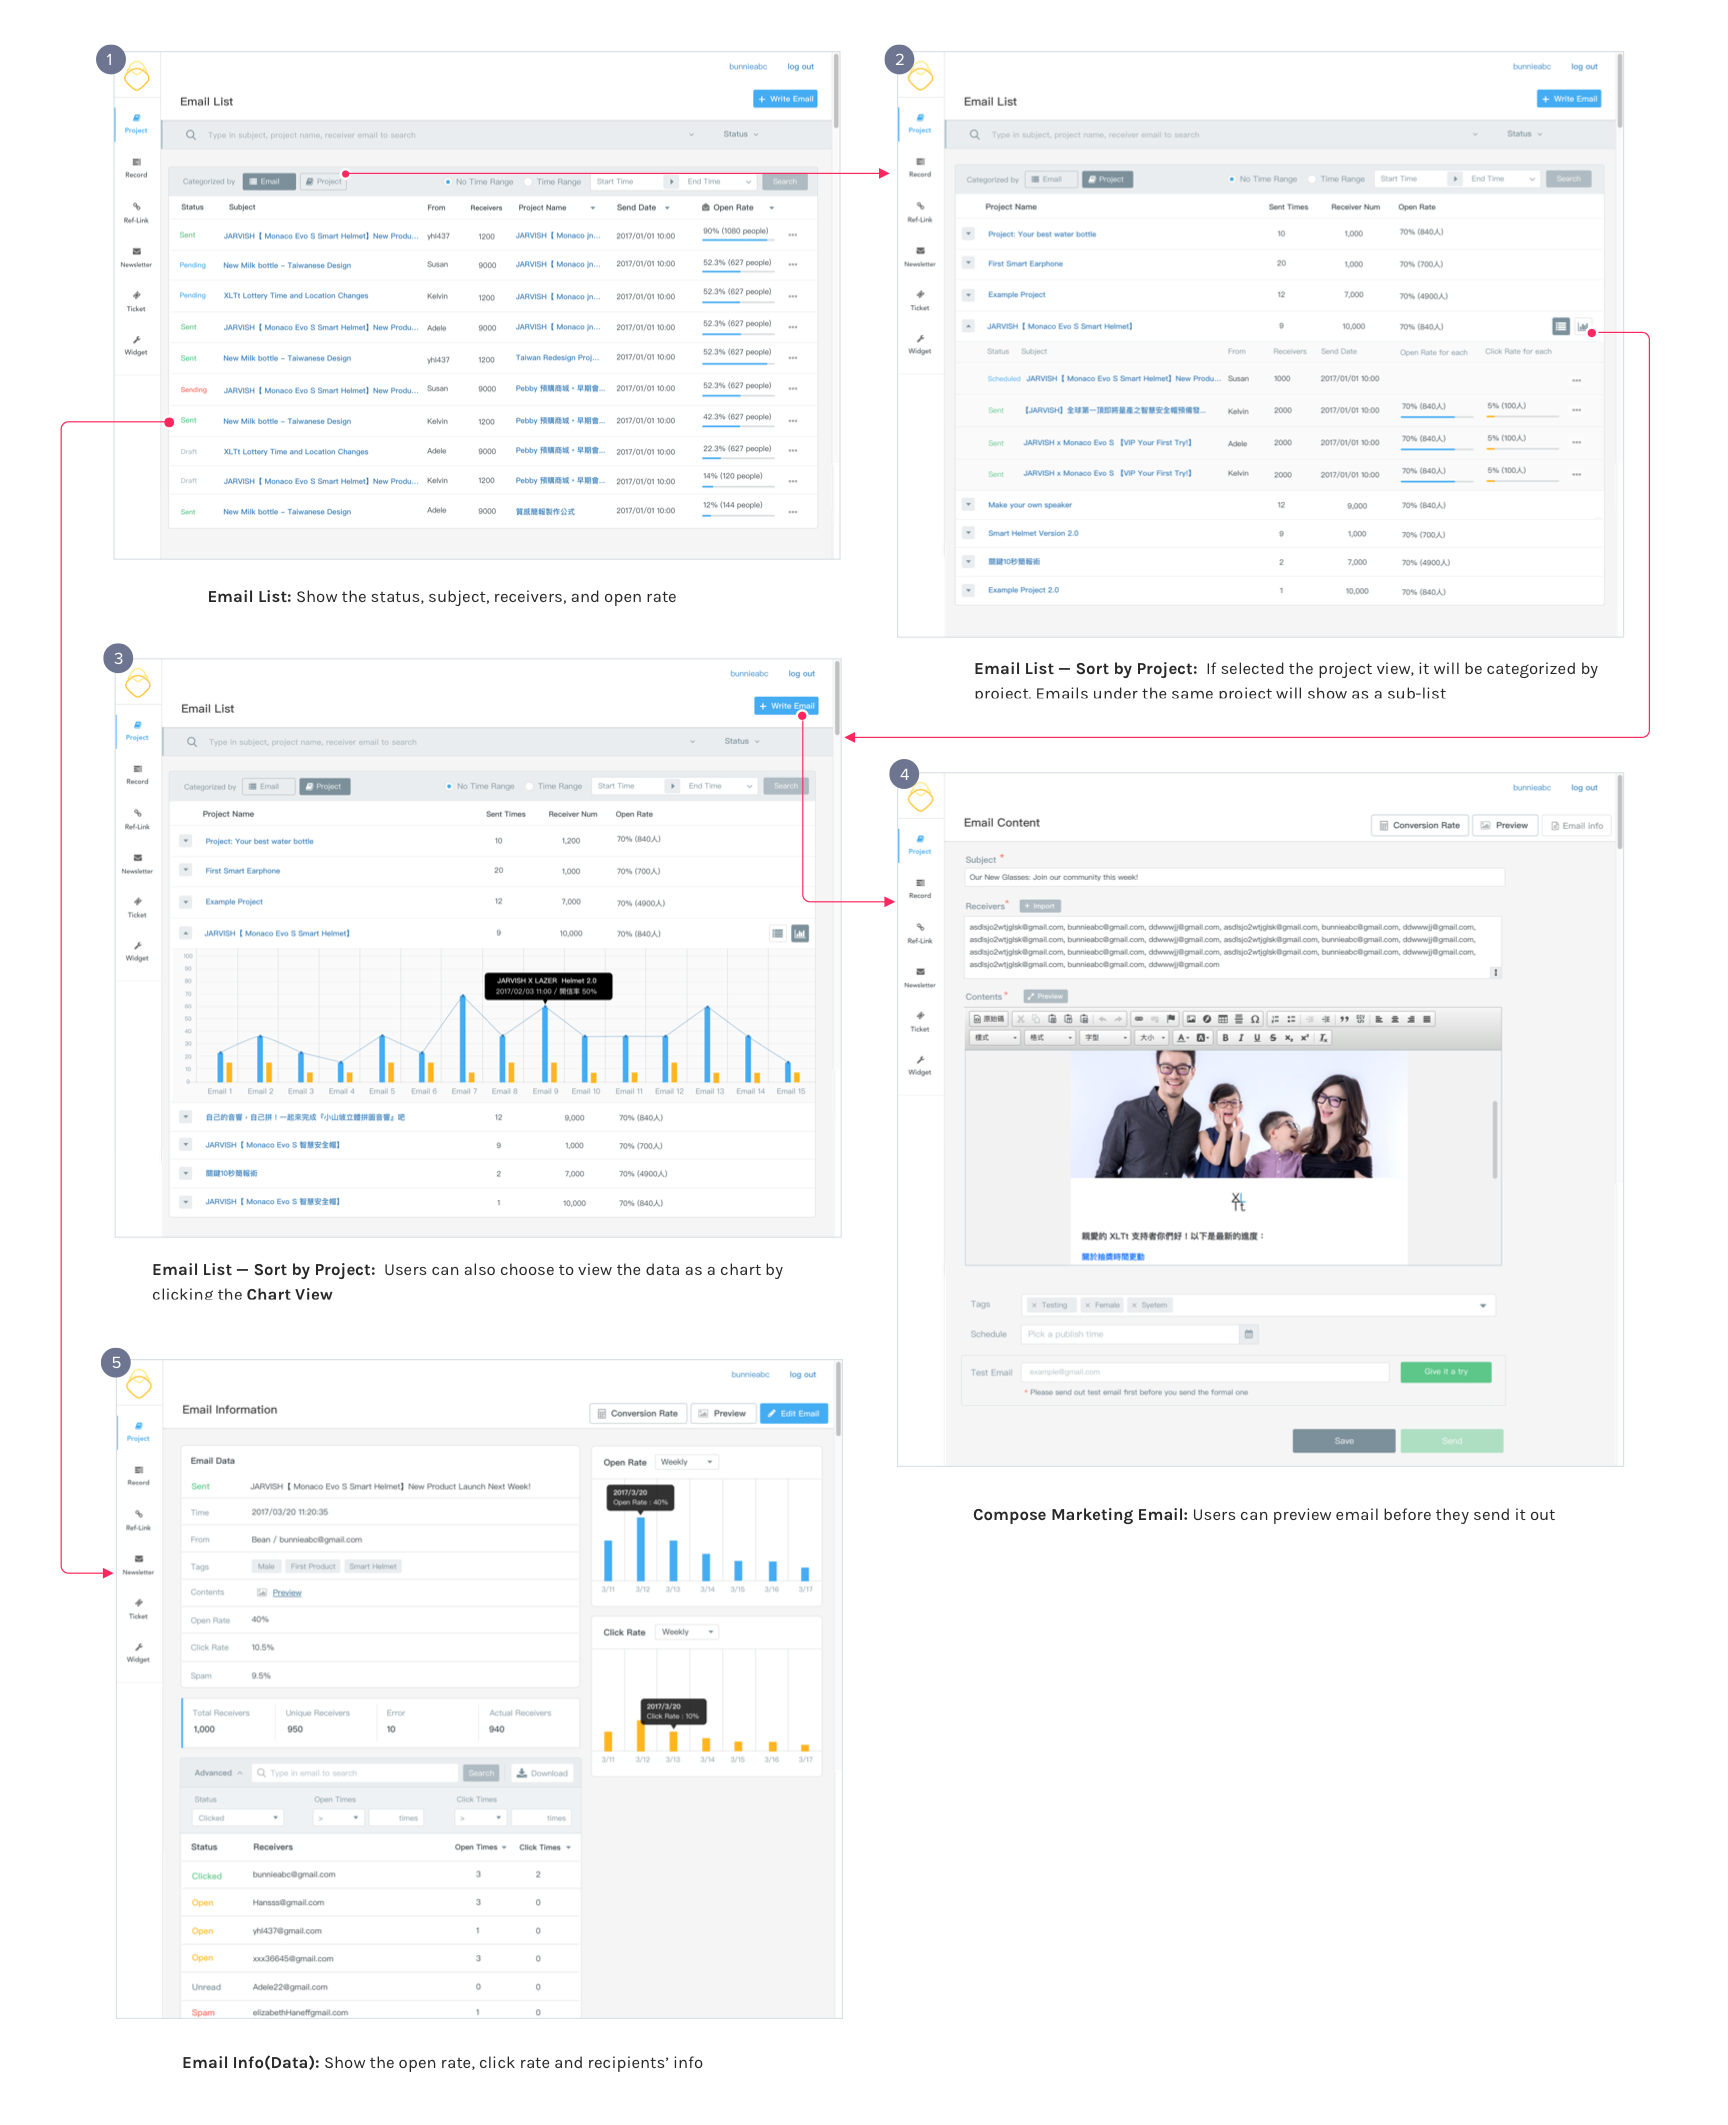 1
bunnieabc log out
Email List
+ Write Email
Project
Type in subject, project name, receiver email to search Status
Record
Ref-Link
Newsletter
Ticket
Widget
Categorized by Email Project No Time Range Time Range Start Time End Time Search
Status Subject From Receivers Project Name Send Date Open Rate
Sent JARVISH【 Monaco Evo S Smart Helmet】New Produ... yhl437 1200 JARVISH【 Monaco jn... 2017/01/01 10:00 90% (1080 people)
Pending New Milk bottle – Taiwanese Design Susan 9000 JARVISH【 Monaco jn... 2017/01/01 10:00 52.3% (627 people)
Pending XLTt Lottery Time and Location Changes Kelvin 1200 JARVISH【 Monaco jn... 2017/01/01 10:00 52.3% (627 people)
Sent JARVISH【 Monaco Evo S Smart Helmet】New Produ... Adele 9000 JARVISH【 Monaco jn... 2017/01/01 10:00 52.3% (627 people)
Sent New Milk bottle – Taiwanese Design yhl437 1200 Taiwan Redesign Proj... 2017/01/01 10:00 52.3% (627 people)
Sending JARVISH【 Monaco Evo S Smart Helmet】New Produ... Susan 9000 Pebby 預購商城・早期會... 2017/01/01 10:00 52.3% (627 people)
Sent New Milk bottle – Taiwanese Design Kelvin 1200 Pebby 預購商城・早期會... 2017/01/01 10:00 42.3% (627 people)
Draft XLTt Lottery Time and Location Changes Adele 9000 Pebby 預購商城・早期會... 2017/01/01 10:00 22.3% (627 people)
Draft JARVISH【 Monaco Evo S Smart Helmet】New Produ... Kelvin 1200 Pebby 預購商城・早期會... 2017/01/01 10:00 14% (120 people)
Sent New Milk bottle – Taiwanese Design Adele 9000 質感簡報製作公式 2017/01/01 10:00 12% (144 people)
Email List: Show the status, subject, receivers, and open rate
2
bunnieabc log out
Email List
+ Write Email
Project
Type in subject, project name, receiver email to search Status
Record
Ref-Link
Newsletter
Ticket
Widget
Categorized by Email Project No Time Range Time Range Start Time End Time Search
Project Name Sent Times Receiver Num Open Rate
Project: Your best water bottle 10 1,000 70% (840人)
First Smart Earphone 20 1,000 70% (700人)
Example Project 12 7,000 70% (4900人)
JARVISH【 Monaco Evo S Smart Helmet】 9 10,000 70% (840人)
Status Subject From Receivers Send Date Open Rate for each Click Rate for each
Scheduled JARVISH【 Monaco Evo S Smart Helmet】New Produ... Susan 1000 2017/01/01 10:00
Sent 【JARVISH】全球第一頂即將量產之智慧安全帽預備發... Kelvin 2000 2017/01/01 10:00 70% (840人) 5% (100人)
Sent JARVISH x Monaco Evo S 【VIP Your First Try!】 Adele 2000 2017/01/01 10:00 70% (840人) 5% (100人)
Sent JARVISH x Monaco Evo S 【VIP Your First Try!】 Kelvin 2000 2017/01/01 10:00 70% (840人) 5% (100人)
Make your own speaker 12 9,000 70% (840人)
Smart Helmet Version 2.0 9 1,000 70% (700人)
關鍵10秒簡報術 2 7,000 70% (4900人)
Example Project 2.0 1 10,000 70% (840人)
Email List — Sort by Project: If selected the project view, it will be categorized by
project. Emails under the same project will show as a sub-list
3
bunnieabc log out
Email List
+ Write Email
Project
Type in subject, project name, receiver email to search Status
Record
Ref-Link
Newsletter
Ticket
Widget
Categorized by Email Project No Time Range Time Range Start Time End Time Search
Project Name Sent Times Receiver Num Open Rate
Project: Your best water bottle 10 1,200 70% (840人)
First Smart Earphone 20 1,000 70% (700人)
Example Project 12 7,000 70% (4900人)
JARVISH【 Monaco Evo S Smart Helmet】 9 10,000 70% (840人)
100
90
80
70
60
50
40
30
20
10
0
JARVISH X LAZER Helmet 2.0
2017/02/03 11:00 / 開信率 50%
Email 1 Email 2 Email 3 Email 4 Email 5 Email 6 Email 7 Email 8 Email 9 Email 10 Email 11 Email 12 Email 13 Email 14 Email 15
自己的音響，自己拼！一起來完成『小山坡立體拼圖音響』吧 12 9,000 70% (840人)
JARVISH【 Monaco Evo S 智慧安全帽】 9 1,000 70% (700人)
關鍵10秒簡報術 2 7,000 70% (4900人)
JARVISH【 Monaco Evo S 智慧安全帽】 1 10,000 70% (840人)
Email List — Sort by Project: Users can also choose to view the data as a chart by
clicking the Chart View
4
bunnieabc log out
Email Content
Conversion Rate Preview Email info
Project
Record
Ref-Link
Newsletter
Ticket
Widget
Subject *
Our New Glasses: Join our community this week!
Receivers* + Import
asdlsjo2wtjglsk@gmail.com, bunnieabc@gmail.com, ddwwwjj@gmail.com, asdlsjo2wtjglsk@gmail.com, bunnieabc@gmail.com, ddwwwjj@gmail.com,
asdlsjo2wtjglsk@gmail.com, bunnieabc@gmail.com, ddwwwjj@gmail.com, asdlsjo2wtjglsk@gmail.com, bunnieabc@gmail.com, ddwwwjj@gmail.com,
asdlsjo2wtjglsk@gmail.com, bunnieabc@gmail.com, ddwwwjj@gmail.com, asdlsjo2wtjglsk@gmail.com, bunnieabc@gmail.com, ddwwwjj@gmail.com,
asdlsjo2wtjglsk@gmail.com, bunnieabc@gmail.com, ddwwwjj@gmail.com
Contents* Preview
原始碼
樣式 格式 字型 大小 A A B I U S x₂ x² Tx
XL
Tt
親愛的 XLTt 支持者你們好！以下是最新的進度：
關於抽獎時間更動
Tags × Testing × Female × System
Schedule Pick a publish time
Test Email example@gmail.com Give it a try
* Please send out test email first before you send the formal one
Save Send
Compose Marketing Email: Users can preview email before they send it out
5
bunnieabc log out
Email Information
Conversion Rate Preview Edit Email
Project
Record
Ref-Link
Newsletter
Ticket
Widget
Email Data
Sent JARVISH【 Monaco Evo S Smart Helmet】New Product Launch Next Week!
Time 2017/03/20 11:20:35
From Bean / bunnieabc@gmail.com
Tags Male First Product Smart Helmet
Contents Preview
Open Rate 40%
Click Rate 10.5%
Spam 9.5%
Total Receivers Unique Receivers Error Actual Receivers
1,000 950 10 940
Advanced Type in email to search Search Download
Status Open Times Click Times
Clicked > times > times
Status Receivers Open Times Click Times
Clicked bunnieabc@gmail.com 3 2
Open Hansss@gmail.com 3 0
Open yhl437@gmail.com 1 0
Open xxx36645@gmail.com 3 0
Unread Adele22@gmail.com 0 0
Spam elizabethHaneffgmail.com 1 0
Open Rate Weekly
2017/3/20
Open Rate : 40%
3/11 3/12 3/13 3/14 3/15 3/16 3/17
Click Rate Weekly
2017/3/20
Click Rate : 10%
3/11 3/12 3/13 3/14 3/15 3/16 3/17
Email Info(Data): Show the open rate, click rate and recipients’ info